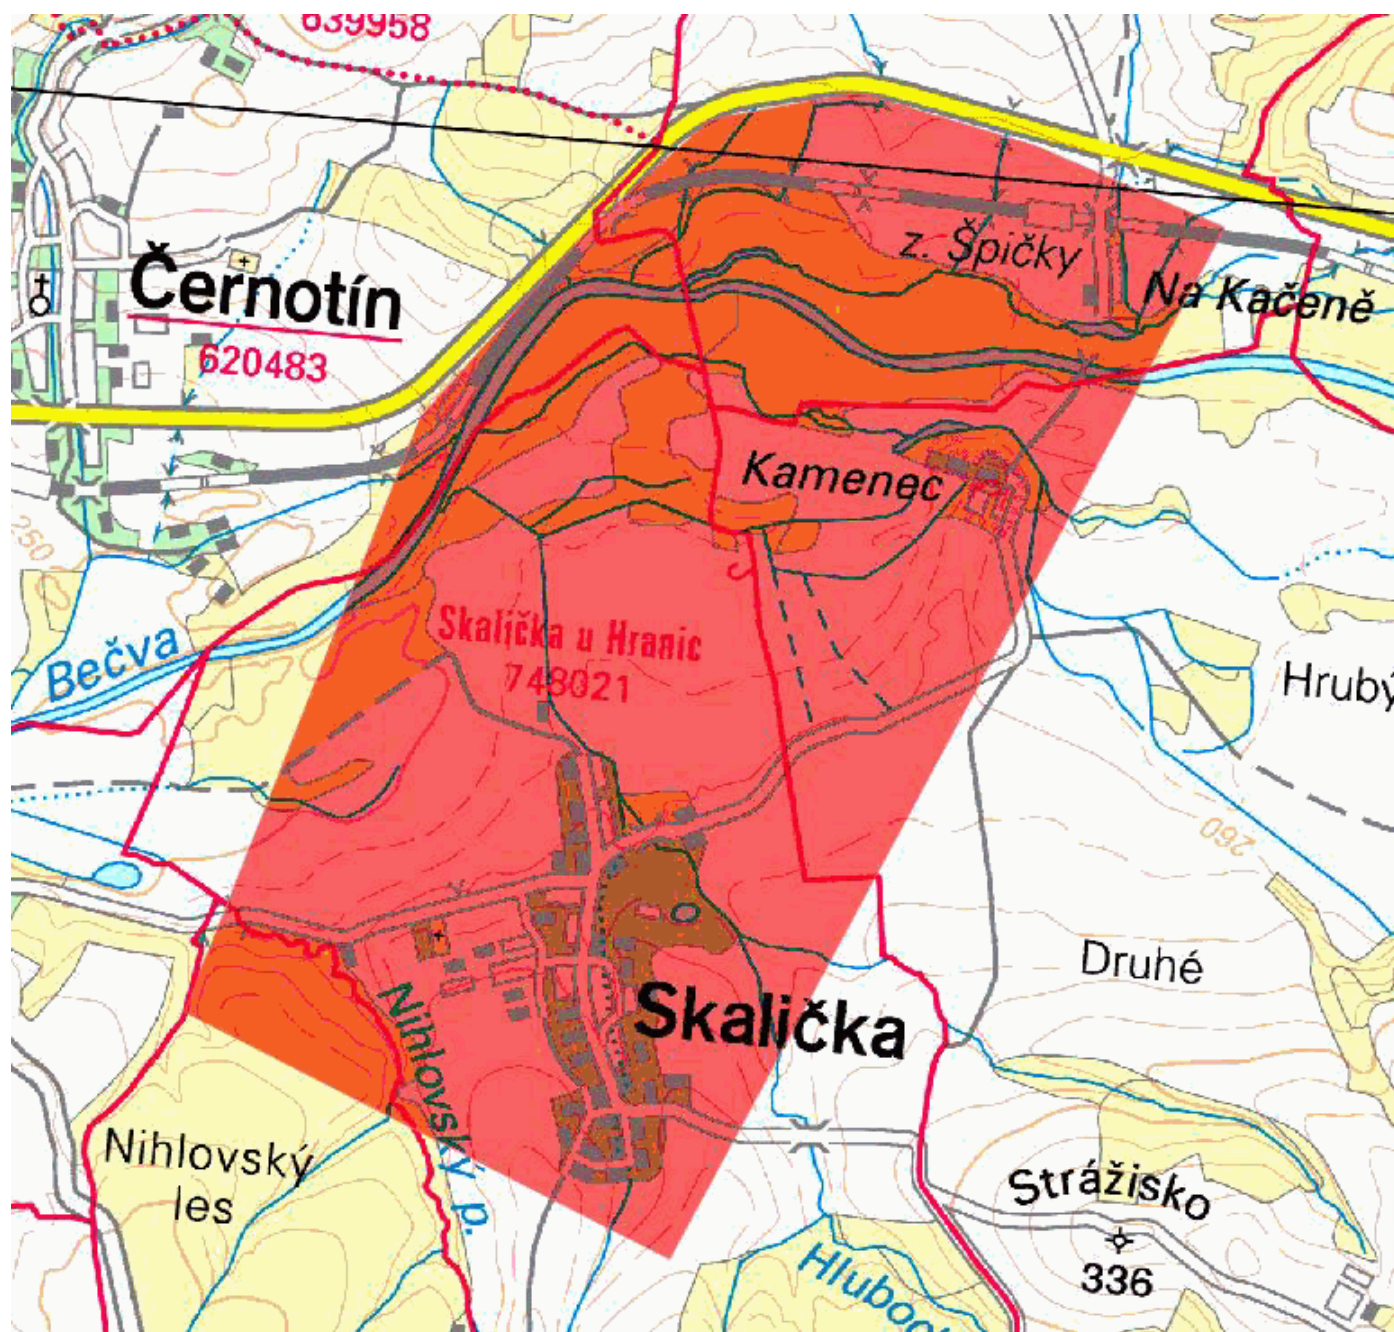 639958
z. Špičky
Na Kačeně
Černotín
620483
Kamenec
250
Skalička u Hranic
748021
Bečva
Hrubý
260
Druhé
Nihlovský p.
Skalička
Nihlovský
les
Strážisko
336